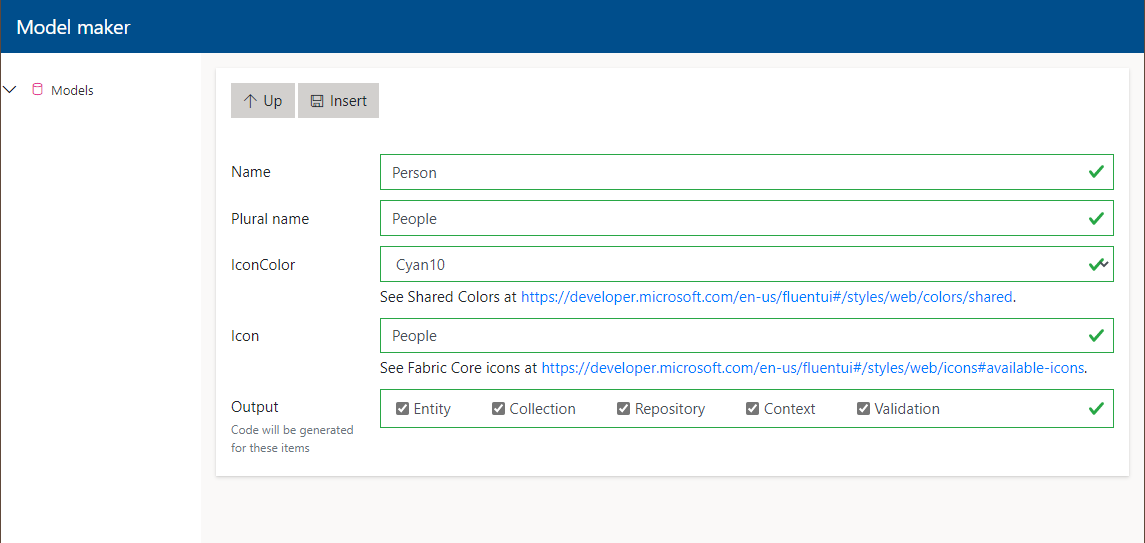 Model maker
Models
Up Insert
Name Person
Plural name People
IconColor Cyan10
See Shared Colors at https://developer.microsoft.com/en-us/fluentui#/styles/web/colors/shared.
Icon People
See Fabric Core icons at https://developer.microsoft.com/en-us/fluentui#/styles/web/icons#available-icons.
Output Entity Collection Repository Context Validation
Code will be generated
for these items